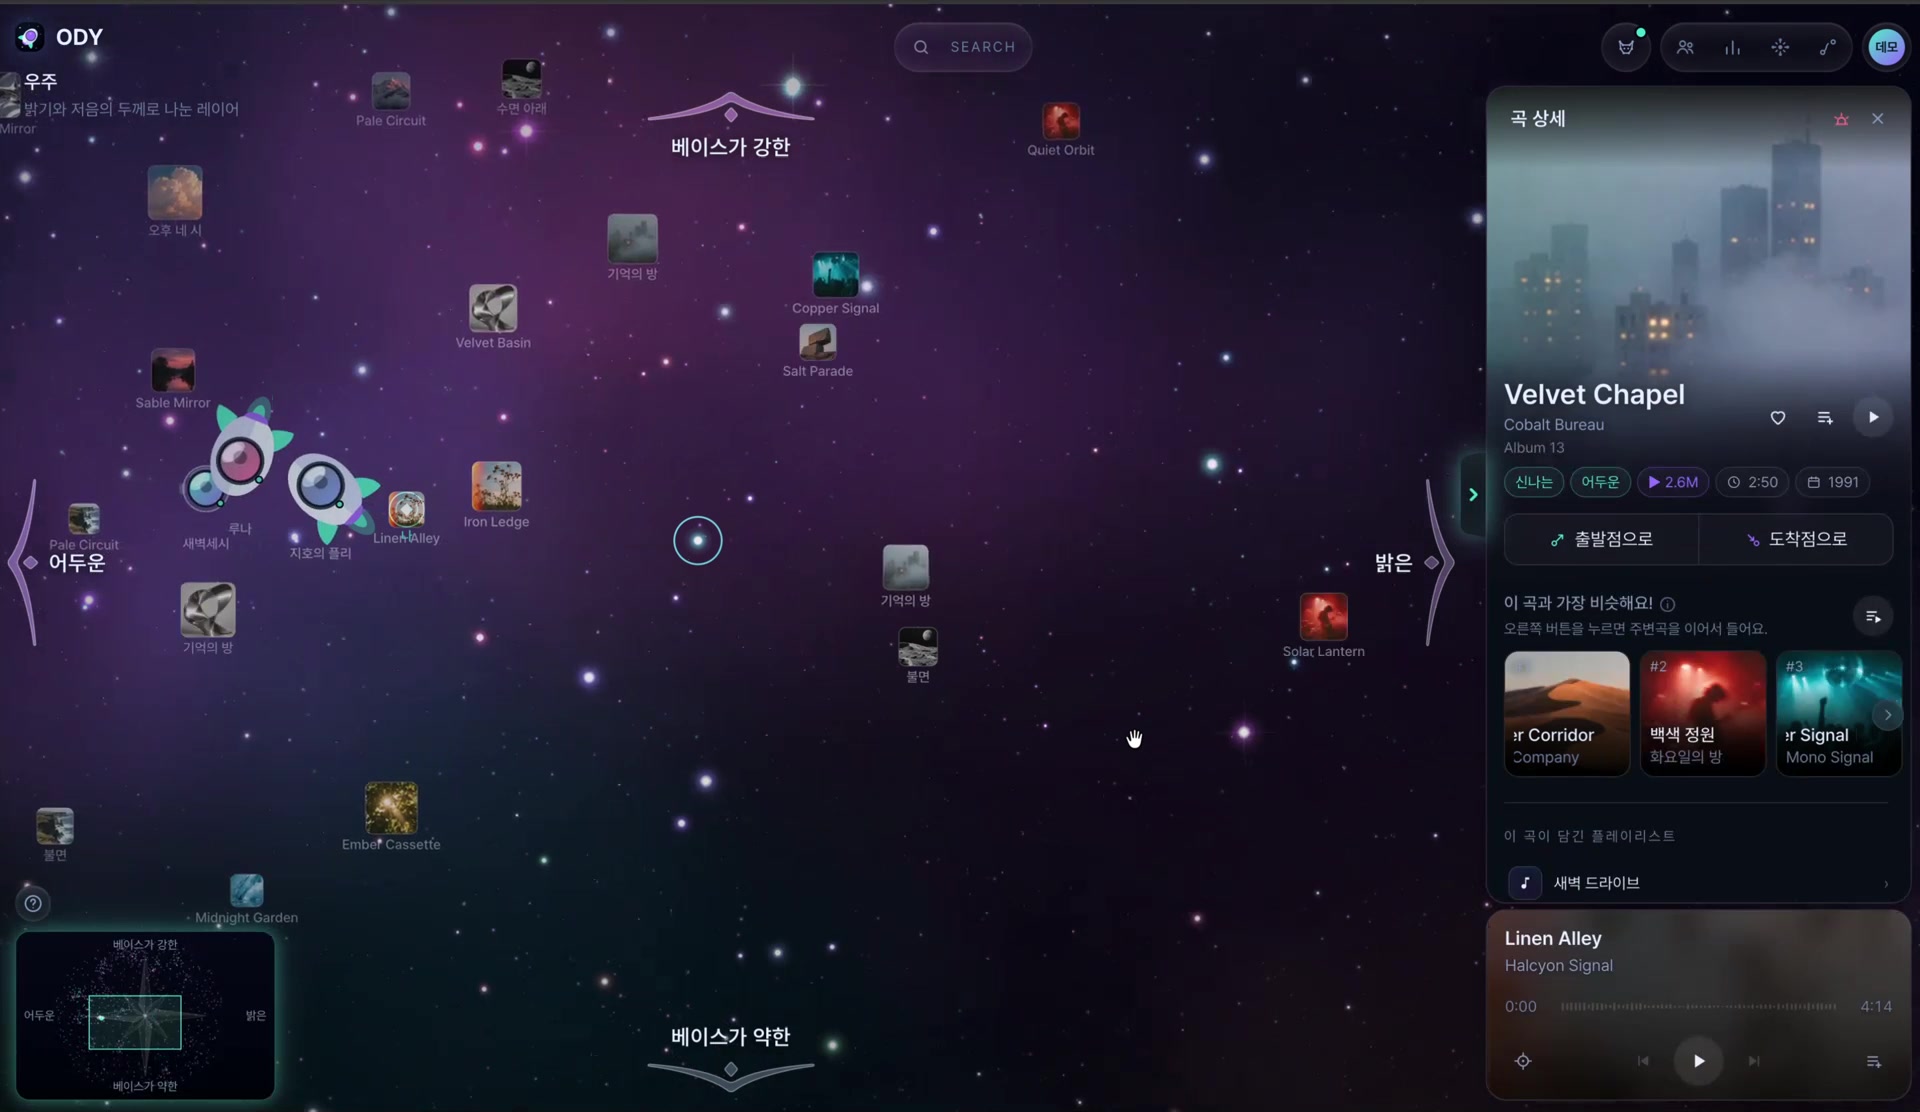 ODY
SEARCH
데모
우주
밝기와 저음의 두께로 나눈 레이어
Mirror
Pale Circuit
수면 아래
베이스가 강한
Quiet Orbit
오후 네 시
기억의 방
Copper Signal
Velvet Basin
Salt Parade
Sable Mirror
루나
새벽세시
지호의 플리
나
Linen Alley
Iron Ledge
Pale Circuit
어두운
밝은
기억의 방
기억의 방
불면
Solar Lantern
Ember Cassette
불면
Midnight Garden
베이스가 약한
베이스가 강한
어두운
밝은
베이스가 약한
곡 상세
Velvet Chapel
Cobalt Bureau
Album 13
신나는
어두운
2.6M
2:50
1991
출발점으로
도착점으로
이 곡과 가장 비슷해요!
오른쪽 버튼을 누르면 주변곡을 이어서 들어요.
#1
er Corridor
Company
#2
백색 정원
화요일의 방
#3
er Signal
Mono Signal
이 곡이 담긴 플레이리스트
새벽 드라이브
Linen Alley
Halcyon Signal
0:00
4:14